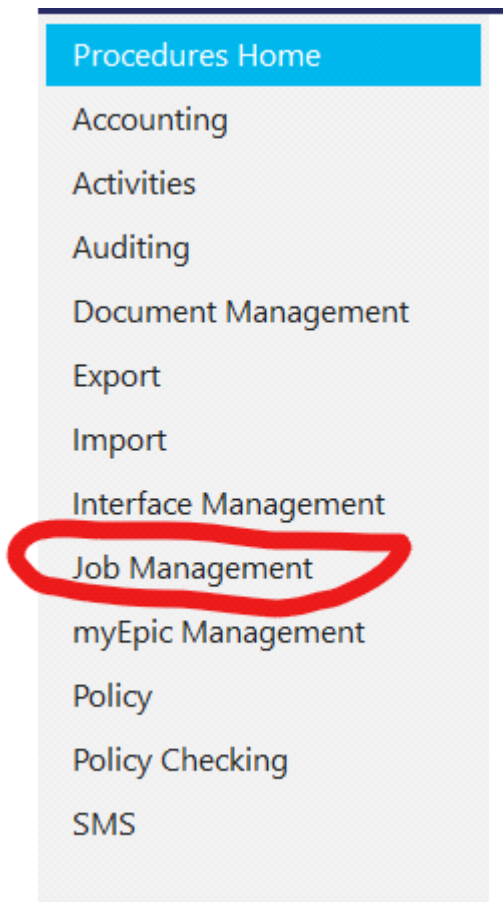 Procedures Home
Accounting
Activities
Auditing
Document Management
Export
Import
Interface Management
Job Management
myEpic Management
Policy
Policy Checking
SMS